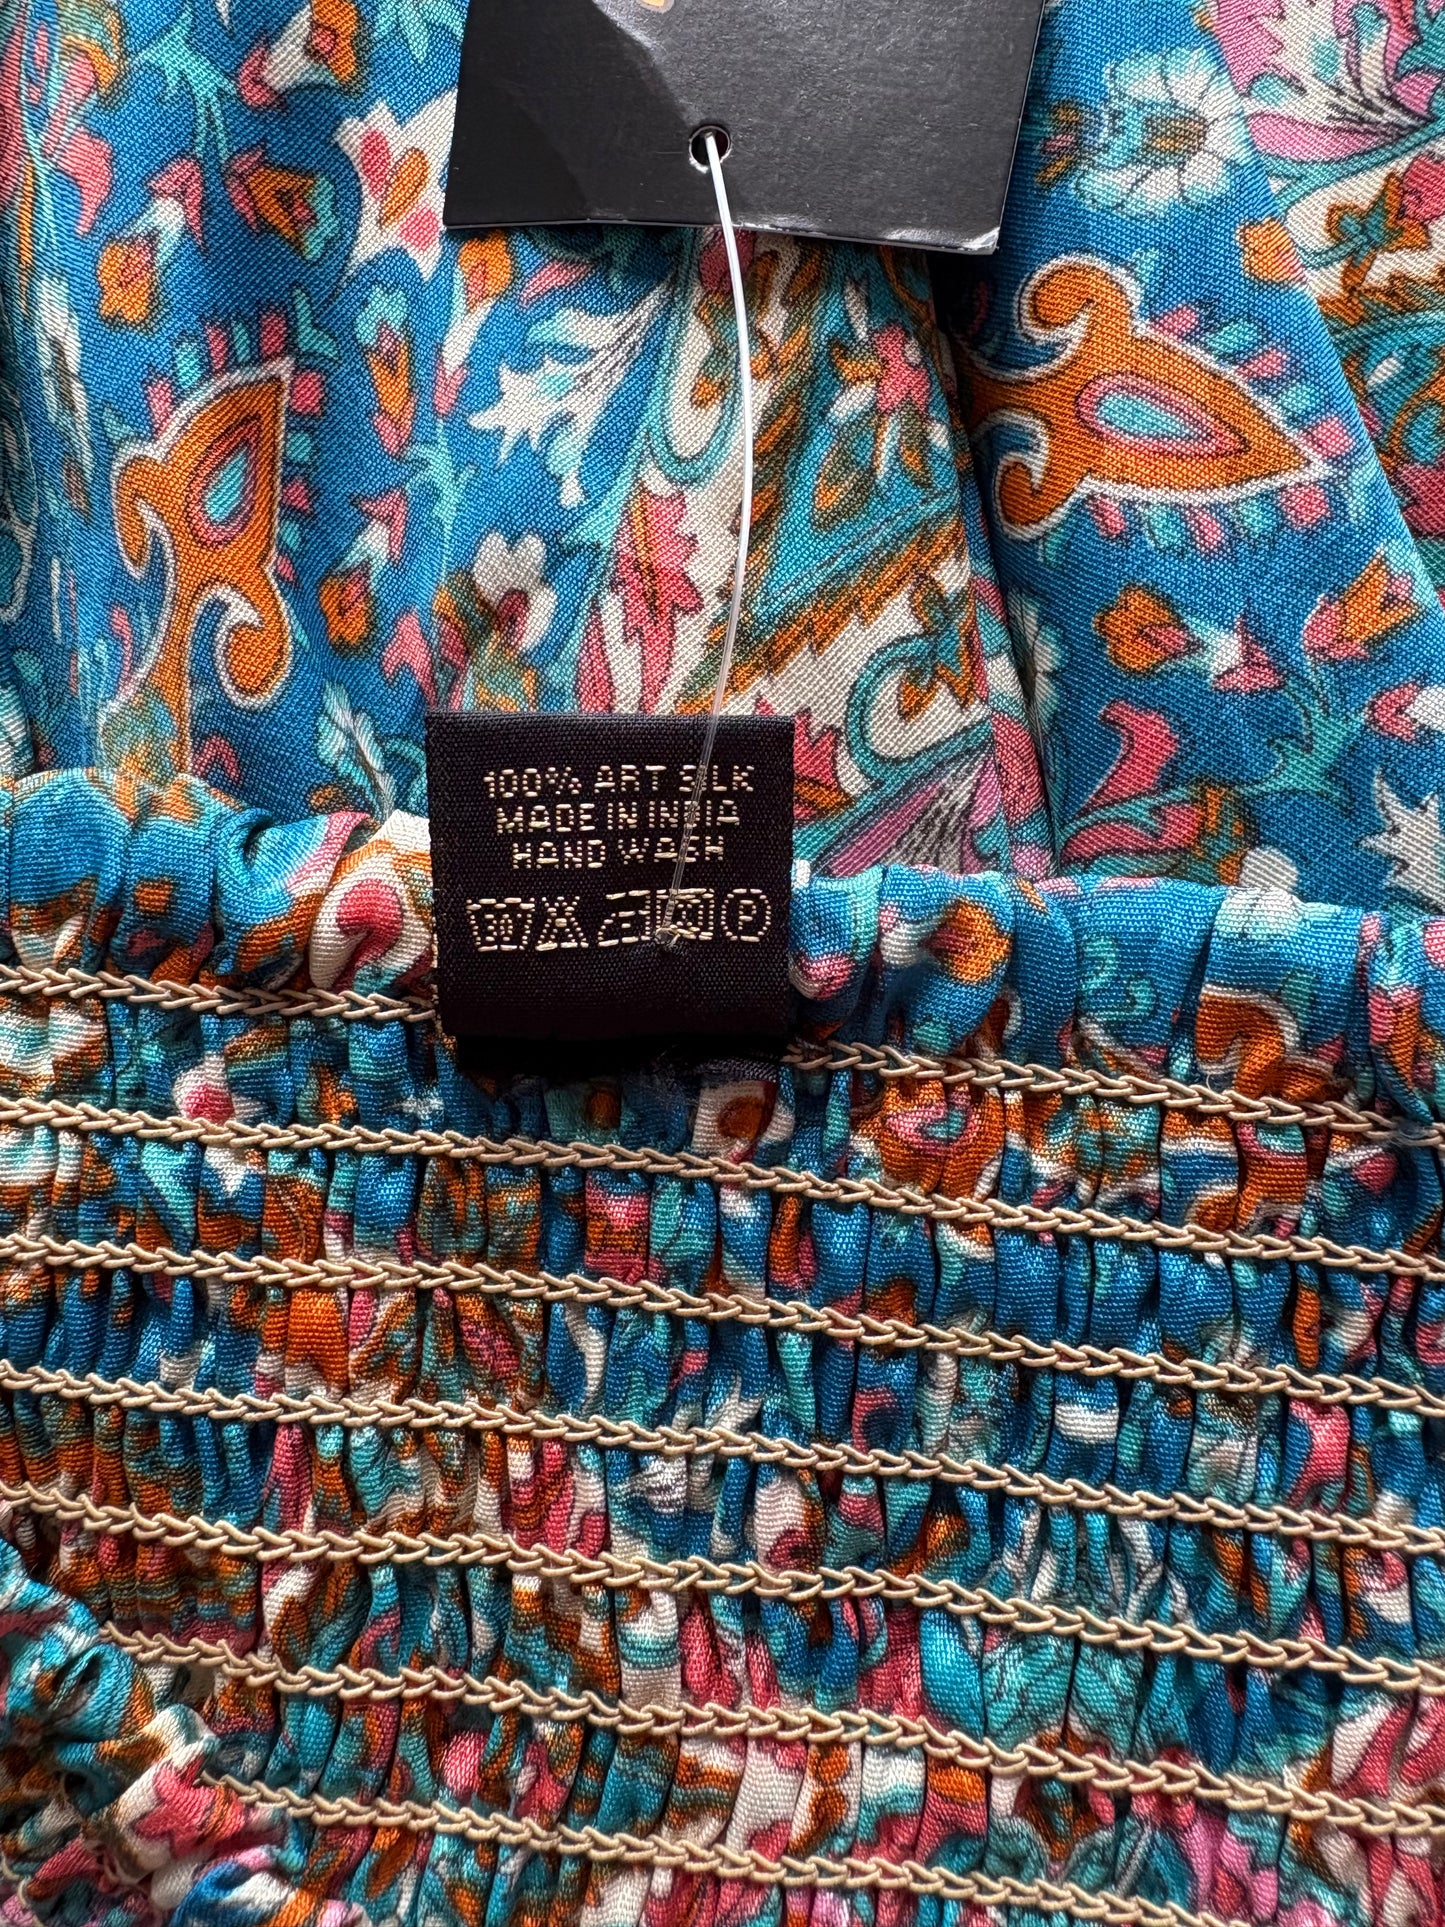 100% ART SILK
MADE IN INDIA
HAND WASH
P